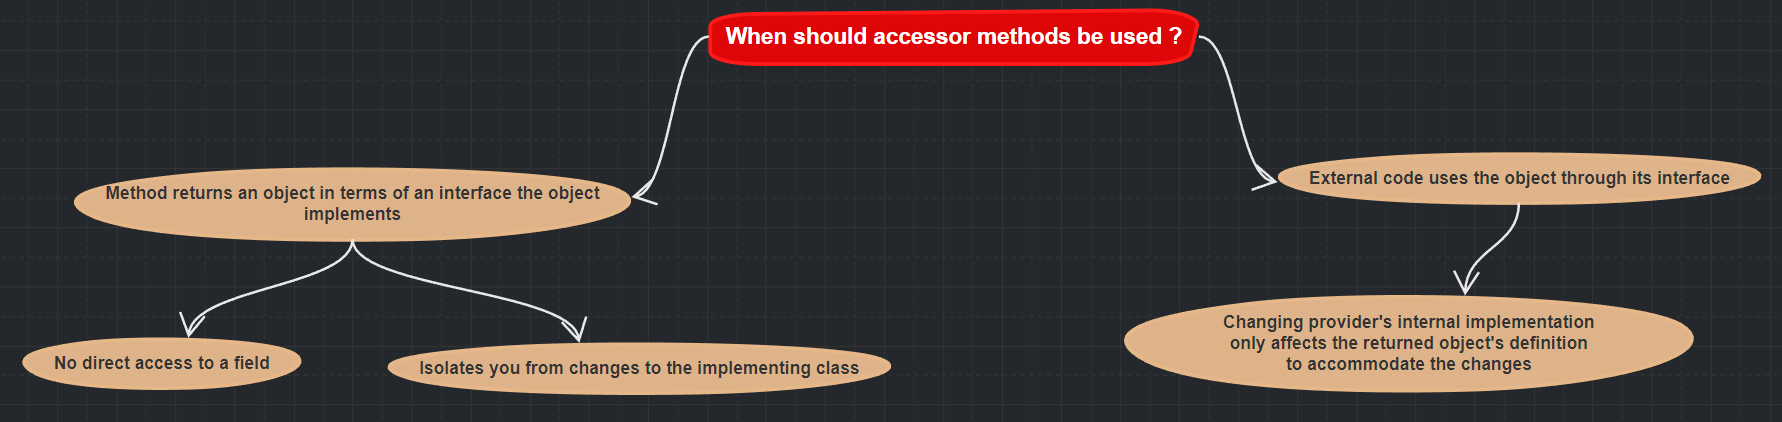 When should accessor methods be used ?
Method returns an object in terms of an interface the object
implements
External code uses the object through its interface
No direct access to a field
Isolates you from changes to the implementing class
Changing provider's internal implementation
only affects the returned object's definition
to accommodate the changes